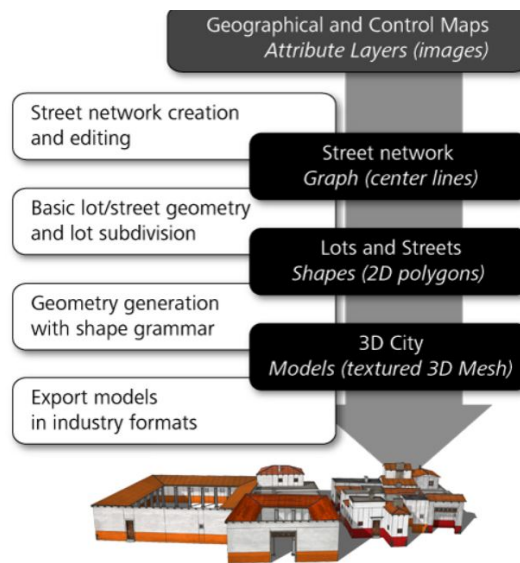 Geographical and Control Maps
Attribute Layers (images)
Street network creation
and editing
Street network
Graph (center lines)
Basic lot/street geometry
and lot subdivision
Lots and Streets
Shapes (2D polygons)
Geometry generation
with shape grammar
3D City
Models (textured 3D Mesh)
Export models
in industry formats